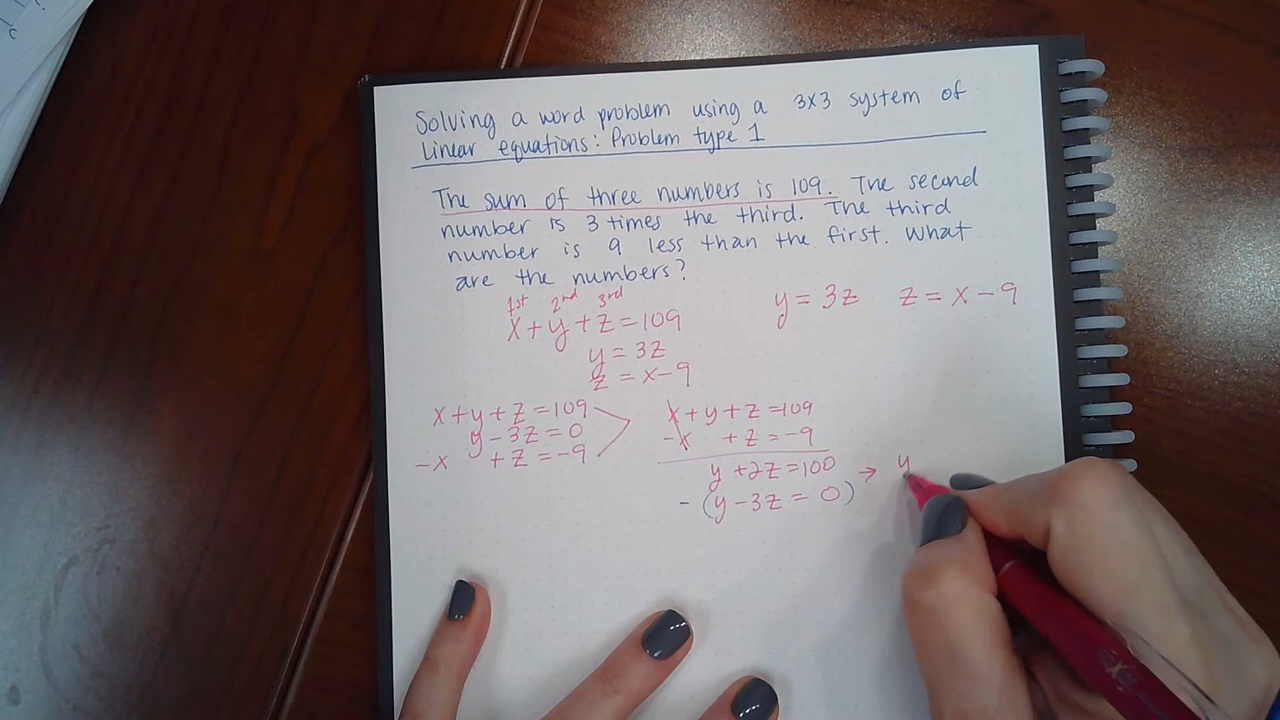 Solving a word problem using a 3x3 system of
linear equations: Problem type 1
The sum of three numbers is 109. The second
number is 3 times the third. The third
number is 9 less than the first. What
are the numbers?
1st 2nd 3rd
x+y+z=109
y=3z
z=x-9
y=3z z=x-9
x+y+z=109
y-3z=0
-x +z=-9
x+y+z=109
-x +z=-9
y+2z=100
-(y-3z=0)
→ y